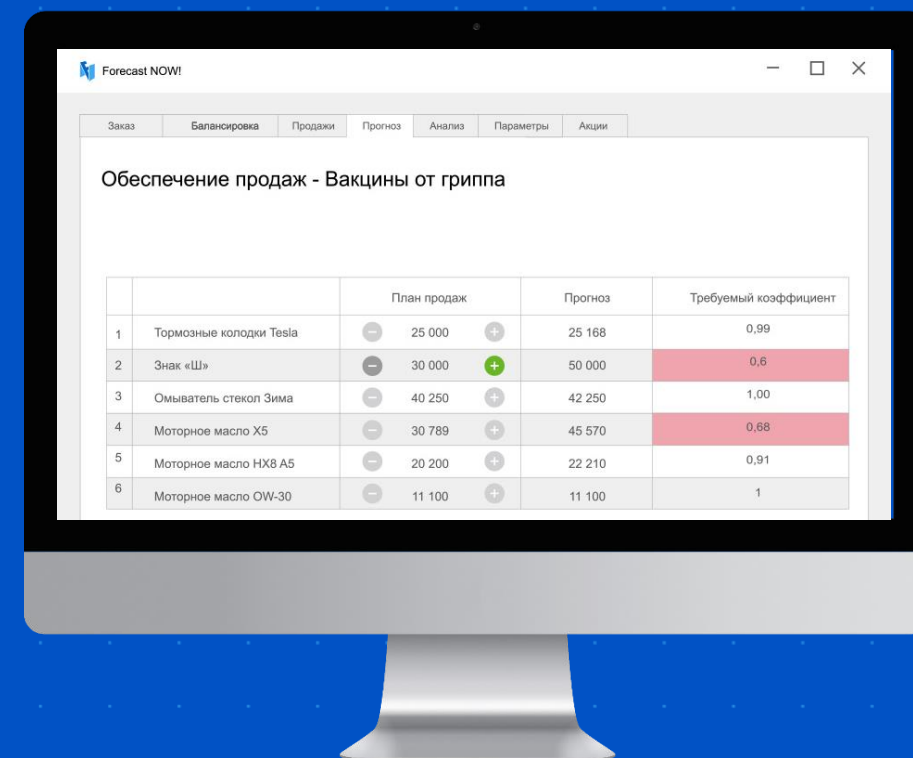 Forecast NOW!
Заказ Балансировка Продажи Прогноз Анализ Параметры Акции
Обеспечение продаж - Вакцины от гриппа
План продаж Прогноз Требуемый коэффициент
1 Тормозные колодки Tesla 25 000 25 168 0,99
2 Знак «Ш» 30 000 50 000 0,6
3 Омыватель стекол Зима 40 250 42 250 1,00
4 Моторное масло X5 30 789 45 570 0,68
5 Моторное масло HX8 A5 20 200 22 210 0,91
6 Моторное масло OW-30 11 100 11 100 1